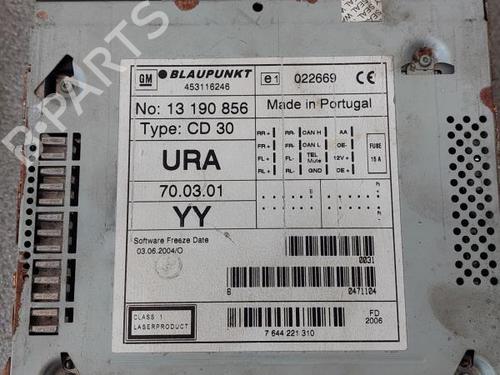 GM BLAUPUNKT
453116246
e1 022669 CE
No: 13 190 856
Made in Portugal
Type: CD 30
RR+ RR- CAN H AA
FR+ FR- CAN L OE-
FL+ FL- TEL Mute 12V+
RL+ RL- GND OE+
FUSE
15 A
URA
70.03.01
YY
Software Freeze Date
03.06.2004/O
0031
B 0471104
CLASS 1
LASERPRODUCT
7 644 221 310
FD
2006
B-PARTS